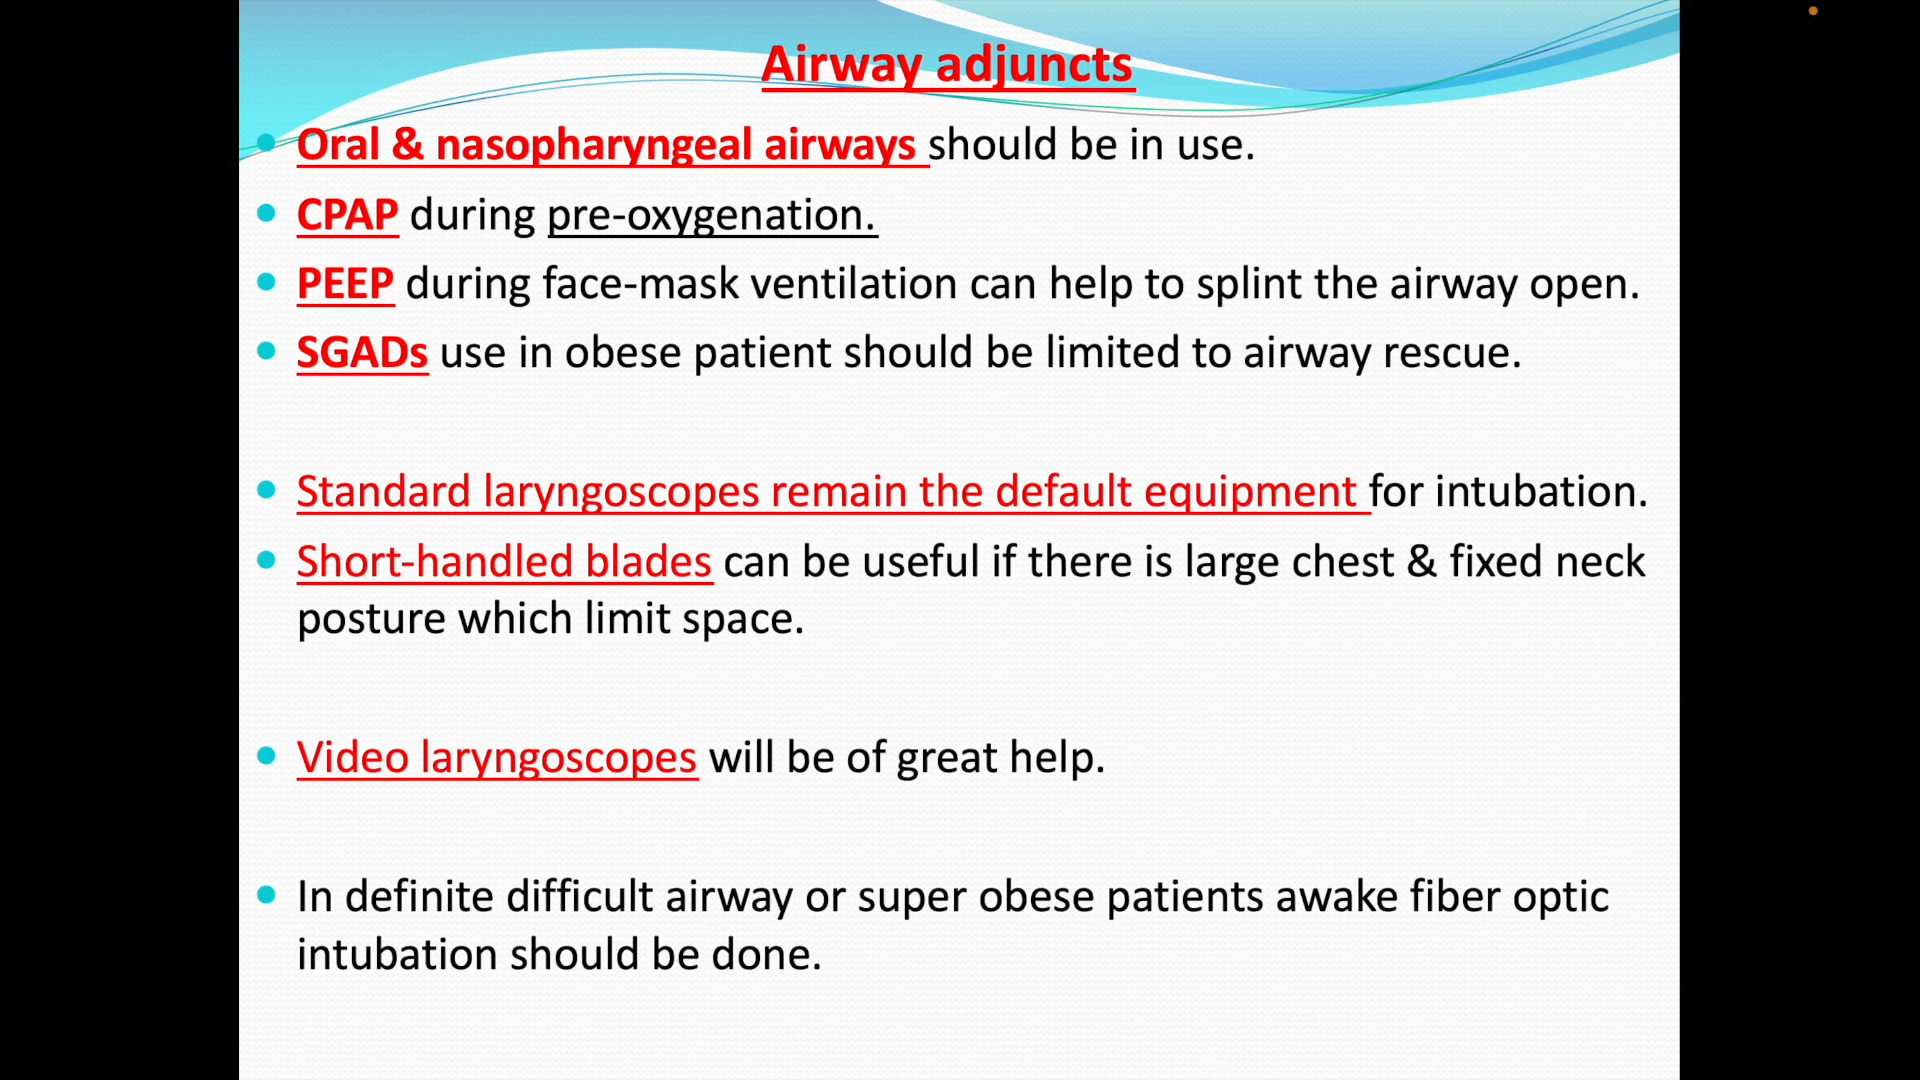 Airway adjuncts
Oral & nasopharyngeal airways should be in use.
CPAP during pre-oxygenation.
PEEP during face-mask ventilation can help to splint the airway open.
SGADs use in obese patient should be limited to airway rescue.
Standard laryngoscopes remain the default equipment for intubation.
Short-handled blades can be useful if there is large chest & fixed neck
posture which limit space.
Video laryngoscopes will be of great help.
In definite difficult airway or super obese patients awake fiber optic
intubation should be done.